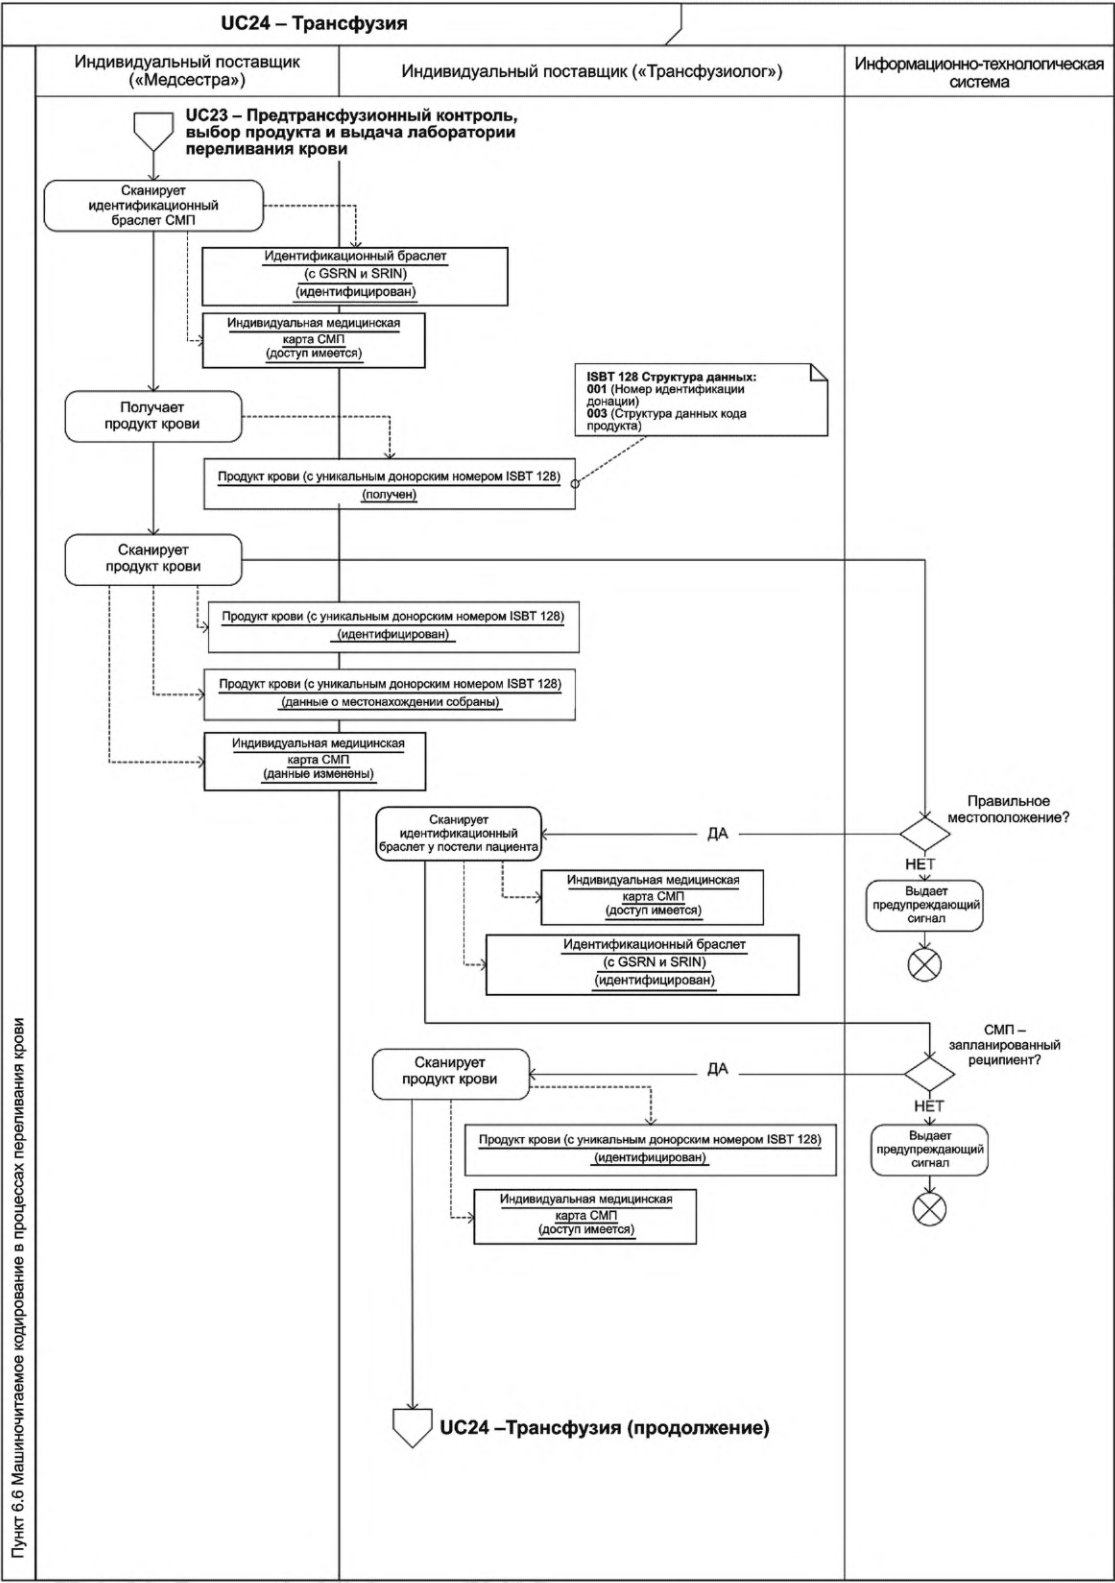 UC24 – Трансфузия
Индивидуальный поставщик
(«Медсестра»)
Индивидуальный поставщик («Трансфузиолог»)
Информационно-технологическая
система
UC23 – Предтрансфузионный контроль,
выбор продукта и выдача лаборатории
переливания крови
Сканирует
идентификационный
браслет СМП
Идентификационный браслет
(с GSRN и SRIN)
(идентифицирован)
Индивидуальная медицинская
карта СМП
(доступ имеется)
ISBT 128 Структура данных:
001 (Номер идентификации
донации)
003 (Структура данных кода
продукта)
Получает
продукт крови
Продукт крови (с уникальным донорским номером ISBT 128)
(получен)
Сканирует
продукт крови
Продукт крови (с уникальным донорским номером ISBT 128)
(идентифицирован)
Продукт крови (с уникальным донорским номером ISBT 128)
(данные о местонахождении собраны)
Индивидуальная медицинская
карта СМП
(данные изменены)
Правильное
местоположение?
Сканирует
идентификационный
браслет у постели пациента
ДА
НЕТ
Индивидуальная медицинская
карта СМП
(доступ имеется)
Выдает
предупреждающий
сигнал
Идентификационный браслет
(с GSRN и SRIN)
(идентифицирован)
СМП –
запланированный
реципиент?
Сканирует
продукт крови
ДА
НЕТ
Продукт крови (с уникальным донорским номером ISBT 128)
(идентифицирован)
Выдает
предупреждающий
сигнал
Индивидуальная медицинская
карта СМП
(доступ имеется)
UC24 –Трансфузия (продолжение)
Пункт 6.6 Машиночитаемое кодирование в процессах переливания крови